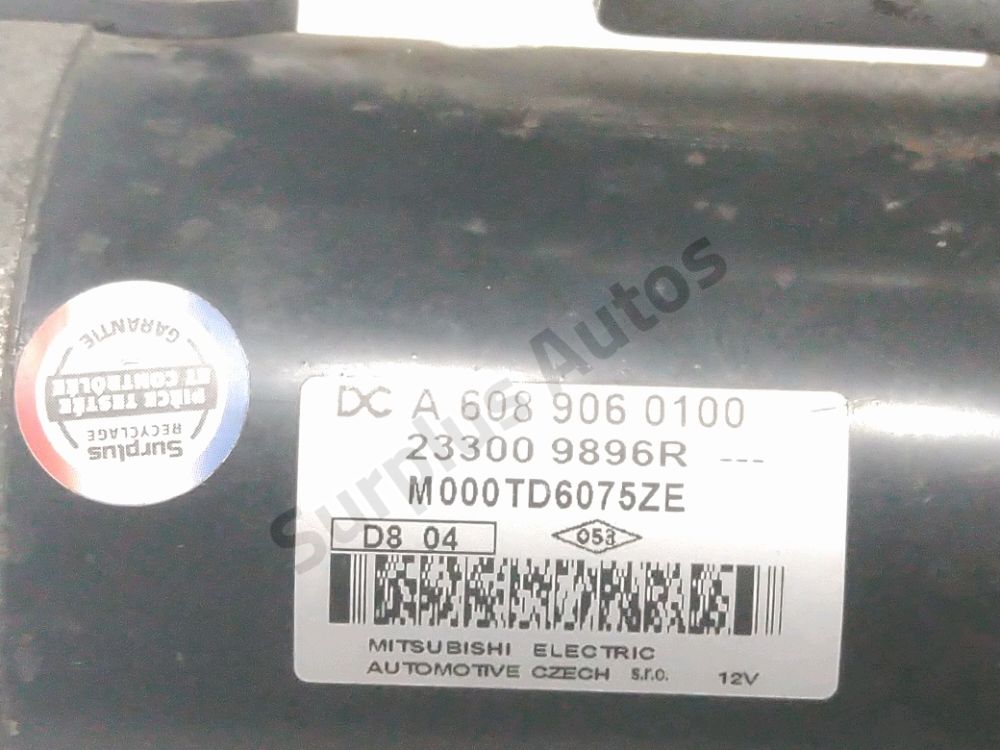 DC A 608 906 0100
23300 9896R ---
M000TD6075ZE
D8 04
053
MITSUBISHI ELECTRIC
AUTOMOTIVE CZECH s.r.o. 12V
Surplus
RECYCLAGE
PIÈCE TESTÉE
ET CONTRÔLÉE
GARANTIE
Surplus Autos